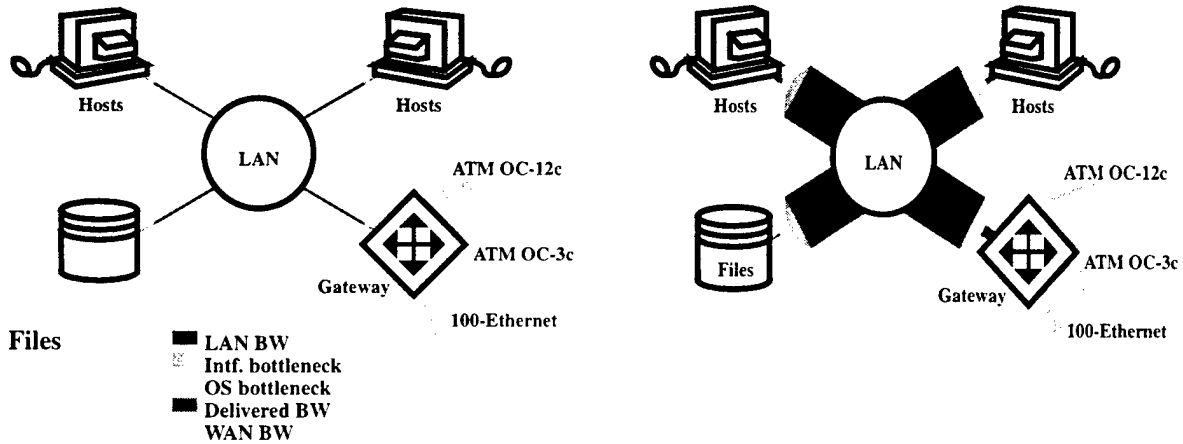 Hosts
Hosts
LAN
ATM OC-12c
ATM OC-3c
Gateway
100-Ethernet
Files
LAN BW
Intf. bottleneck
OS bottleneck
Delivered BW
WAN BW
Hosts
Hosts
LAN
ATM OC-12c
Files
ATM OC-3c
Gateway
100-Ethernet